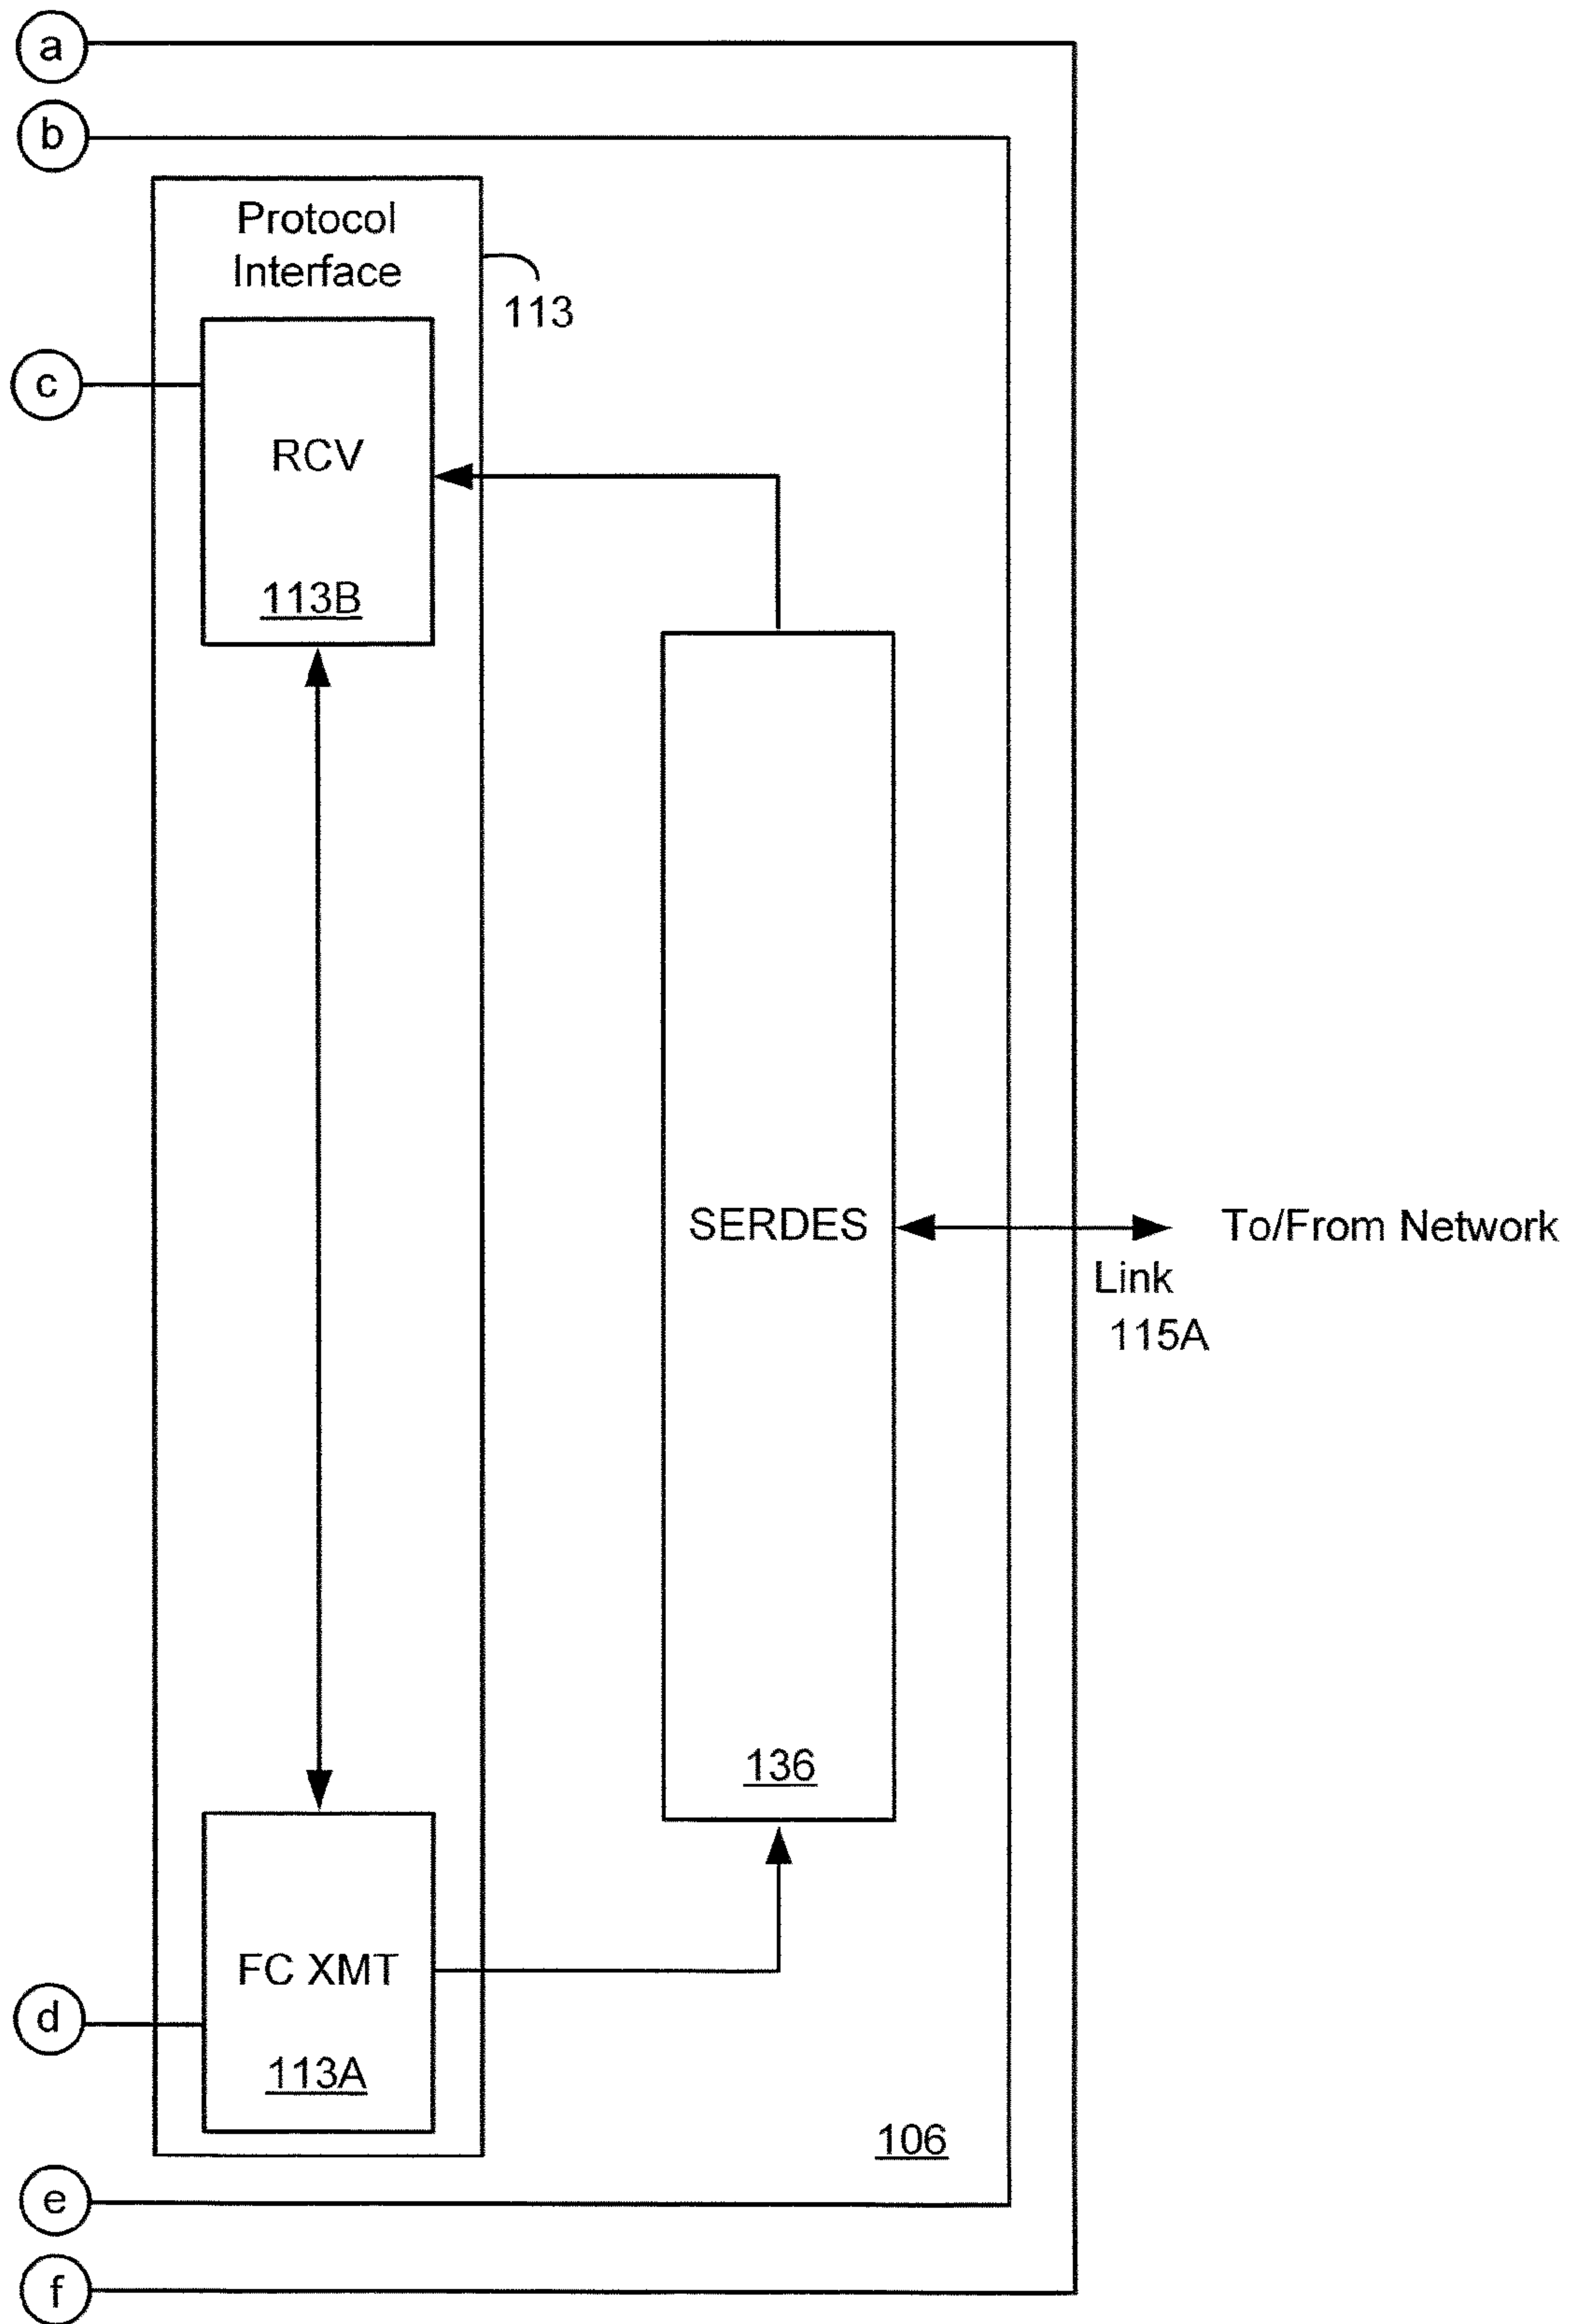 a
b
Protocol
Interface
113
c
RCV
113B
SERDES
To/From Network
Link
115A
136
FC XMT
d
113A
106
e
f